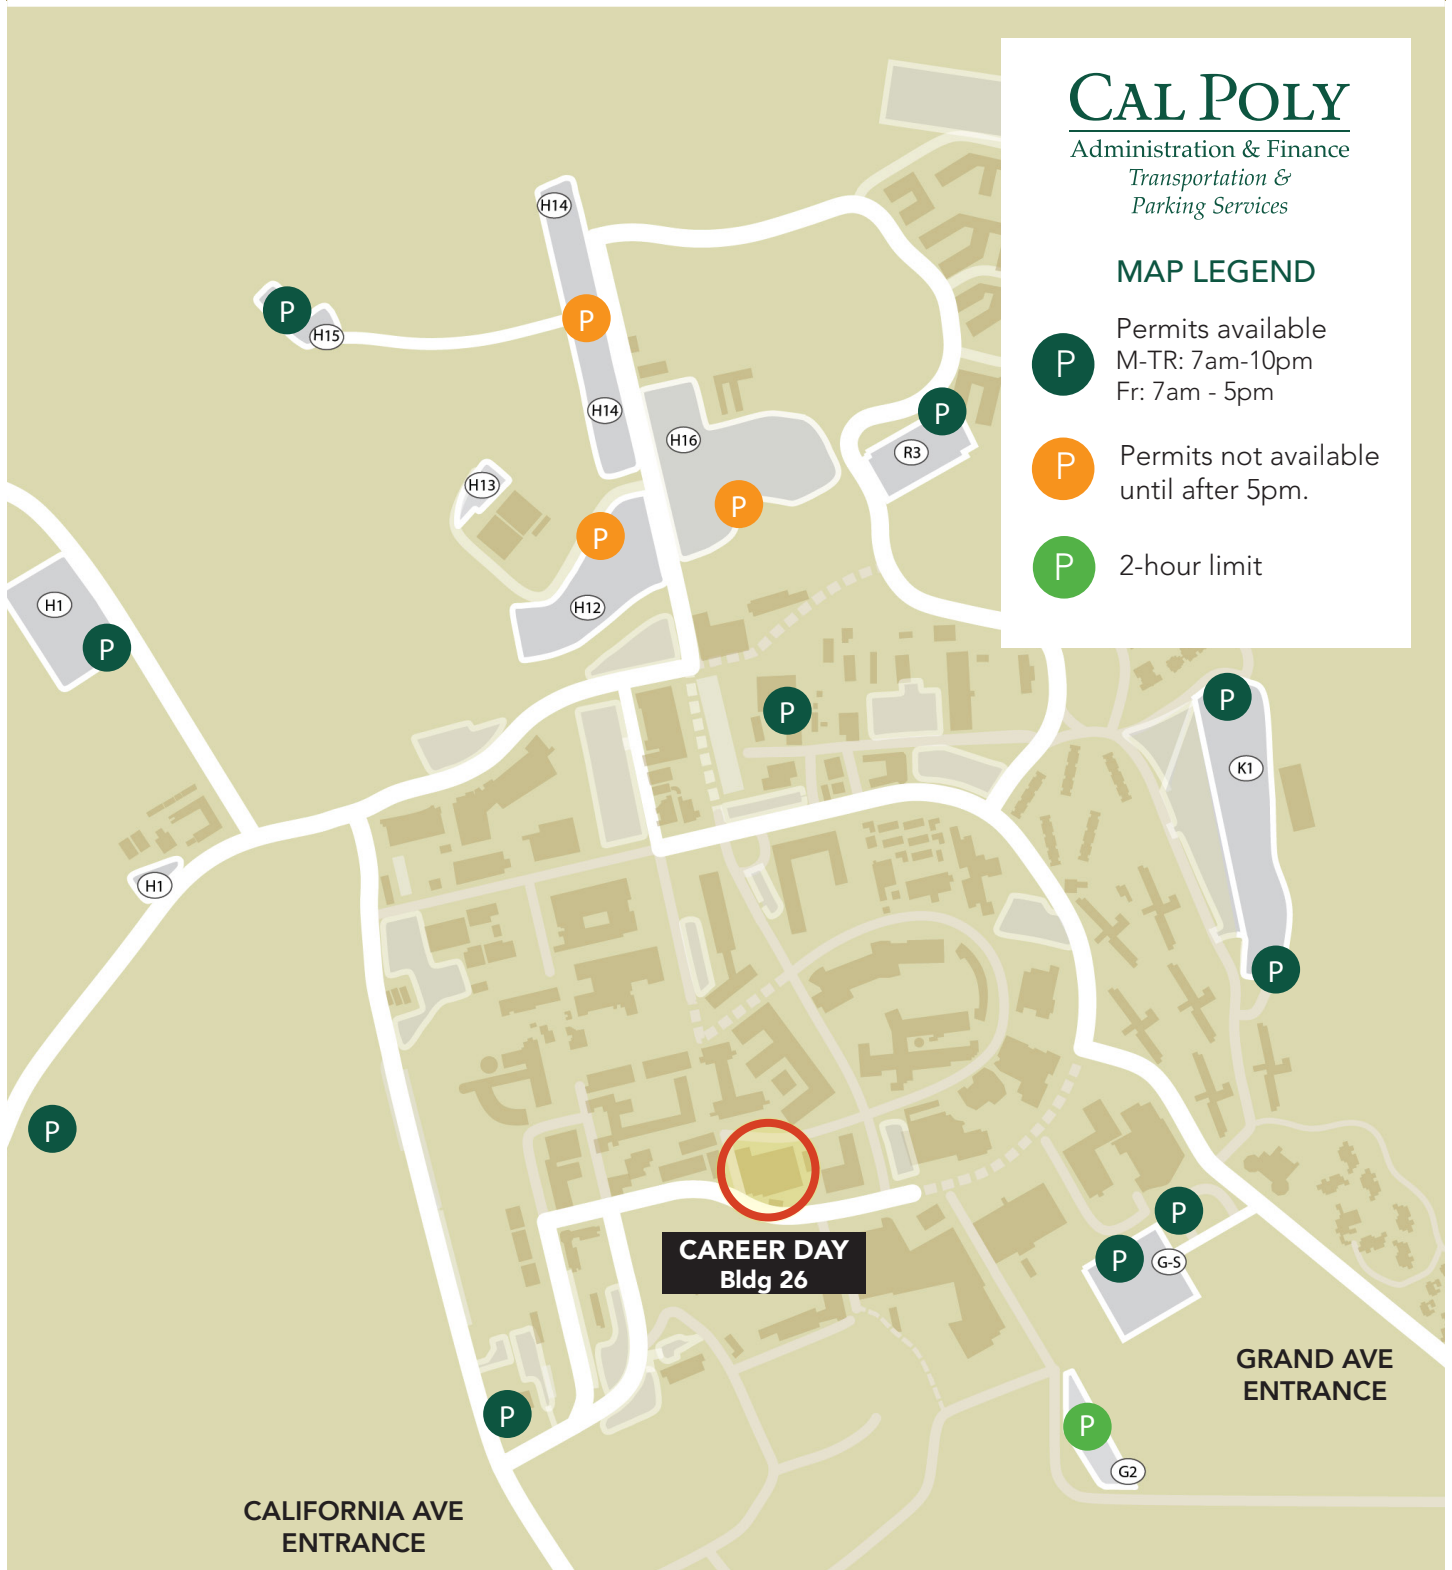 CAL POLY
Administration & Finance
Transportation &
Parking Services
MAP LEGEND
P
Permits available
M-TR: 7am-10pm
Fr: 7am - 5pm
P
Permits not available
until after 5pm.
P
2-hour limit
H14
P
H15
P
H14
H16
P
R3
H13
P
P
H12
H1
P
P
P
K1
H1
P
P
CAREER DAY
Bldg 26
P
P
G-S
GRAND AVE
ENTRANCE
P
P
G2
CALIFORNIA AVE
ENTRANCE